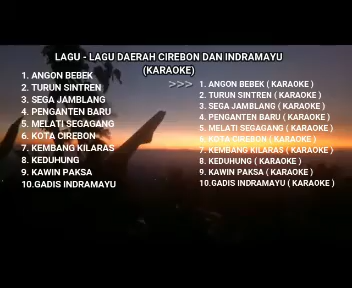 LAGU - LAGU DAERAH CIREBON DAN INDRAMAYU
(KARAOKE)
1. ANGON BEBEK
2. TURUN SINTREN
3. SEGA JAMBLANG
4. PENGANTEN BARU
5. MELATI SEGAGANG
6. KOTA CIREBON
7. KEMBANG KILARAS
8. KEDUHUNG
9. KAWIN PAKSA
10.GADIS INDRAMAYU
>>>
1. ANGON BEBEK ( KARAOKE )
2. TURUN SINTREN ( KARAOKE )
3. SEGA JAMBLANG ( KARAOKE )
4. PENGANTEN BARU ( KARAOKE )
5. MELATI SEGAGANG ( KARAOKE )
6. KOTA CIREBON ( KARAOKE )
7. KEMBANG KILARAS ( KARAOKE )
8. KEDUHUNG ( KARAOKE )
9. KAWIN PAKSA ( KARAOKE )
10.GADIS INDRAMAYU ( KARAOKE )